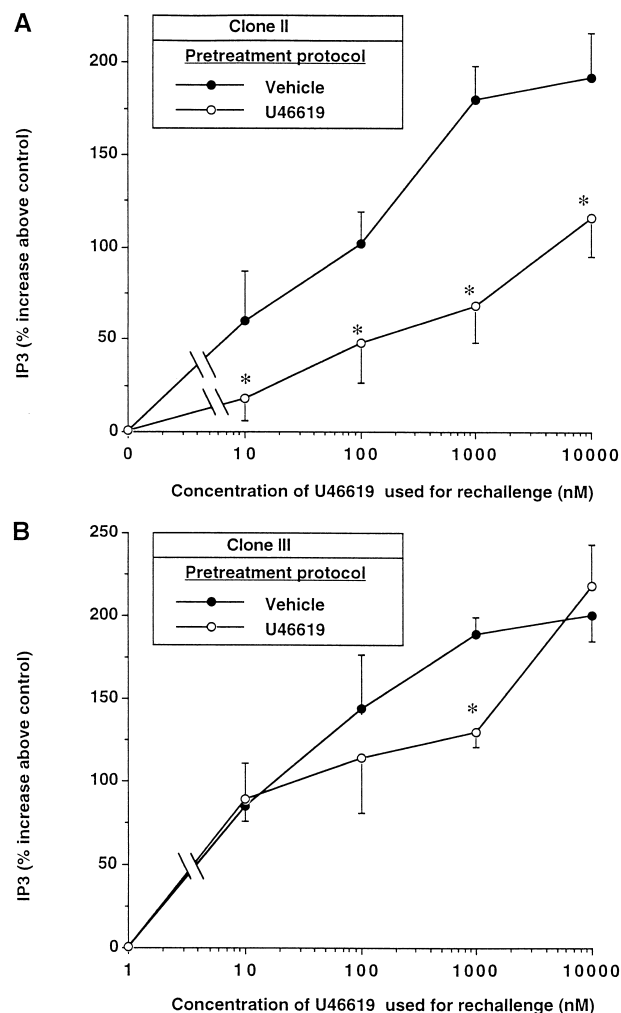 A
Clone II
Pretreatment protocol
Vehicle
U46619
200
150
100
50
0
IP3 (% increase above control)
*
*
*
*
0 10 100 1000 10000
Concentration of U46619 used for rechallenge (nM)
B
250
Clone III
Pretreatment protocol
Vehicle
U46619
200
150
100
50
0
IP3 (% increase above control)
*
1 10 100 1000 10000
Concentration of U46619 used for rechallenge (nM)